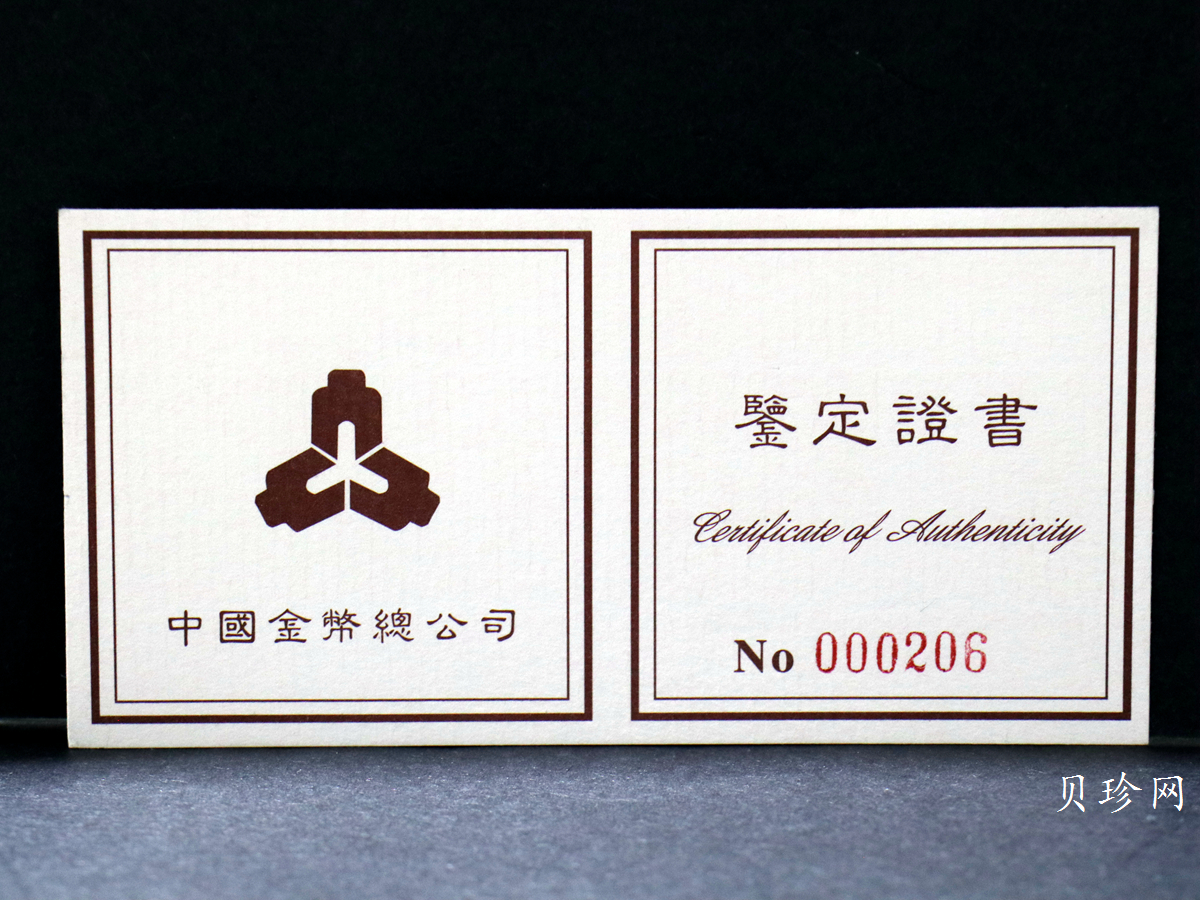 中國金幣總公司
鑒定證書
Certificate of Authenticity
No 000206
贝珍网